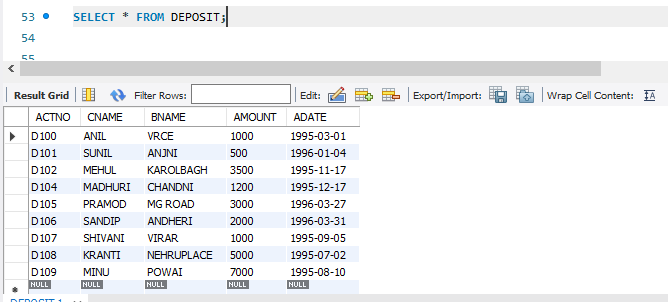 53 SELECT * FROM DEPOSIT;
54
Result Grid Filter Rows: Edit: Export/Import: Wrap Cell Content:
ACTNO CNAME BNAME AMOUNT ADATE
D100 ANIL VRCE 1000 1995-03-01
D101 SUNIL ANJNI 500 1996-01-04
D102 MEHUL KAROLBAGH 3500 1995-11-17
D104 MADHURI CHANDNI 1200 1995-12-17
D105 PRAMOD MG ROAD 3000 1996-03-27
D106 SANDIP ANDHERI 2000 1996-03-31
D107 SHIVANI VIRAR 1000 1995-09-05
D108 KRANTI NEHRUPLACE 5000 1995-07-02
D109 MINU POWAI 7000 1995-08-10
NULL NULL NULL NULL NULL